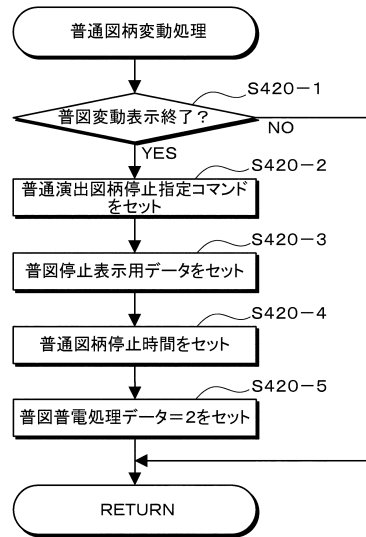 普通図柄変動処理
S420-1
普図変動表示終了？
NO
YES
S420-2
普通演出図柄停止指定コマンド
をセット
S420-3
普図停止表示用データをセット
S420-4
普通図柄停止時間をセット
S420-5
普図普電処理データ＝2をセット
RETURN